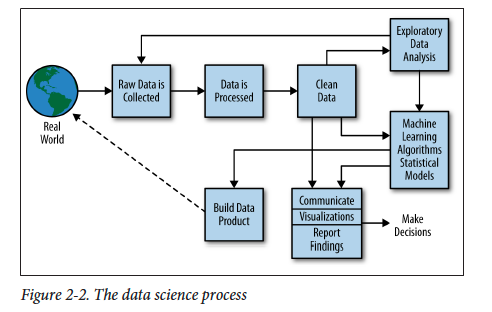 Exploratory
Data
Analysis
Raw Data is
Collected
Data is
Processed
Clean
Data
Real
World
Machine
Learning
Algorithms
Statistical
Models
Build Data
Product
Communicate
Visualizations
Report
Findings
Make
Decisions
Figure 2-2. The data science process